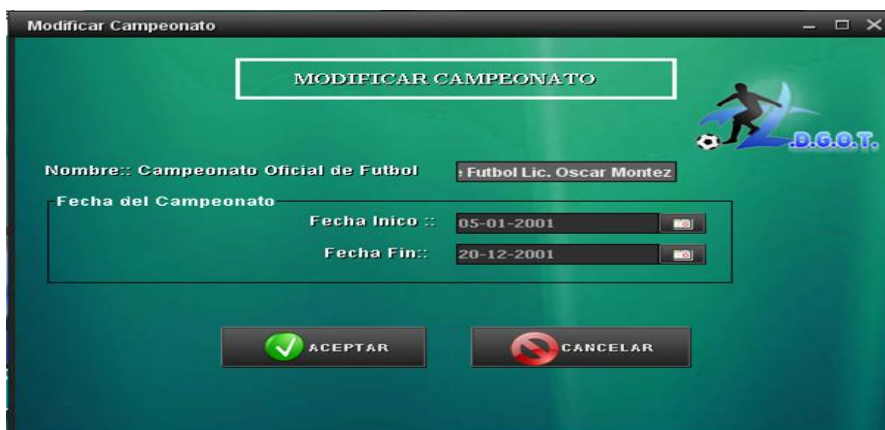 Modificar Campeonato
MODIFICAR CAMPEONATO
D.G.O.T.
Nombre:: Campeonato Oficial de Futbol : Futbol Lic. Oscar Montez
Fecha del Campeonato
Fecha Inico :: 05-01-2001
Fecha Fin:: 20-12-2001
ACEPTAR CANCELAR